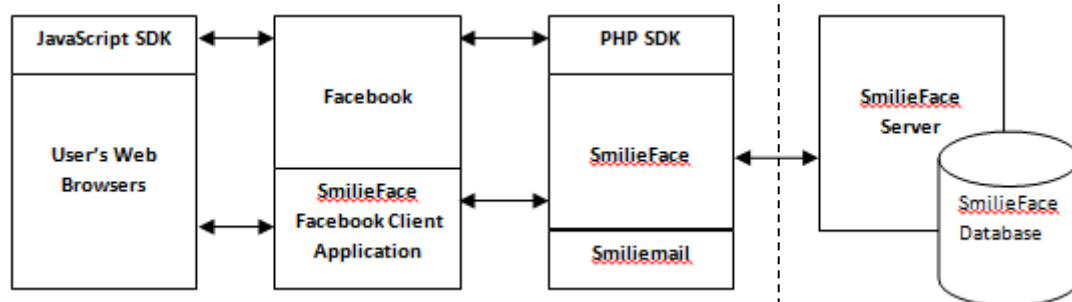 JavaScript SDK
User's Web
Browsers
Facebook
SmilieFace
Facebook Client
Application
PHP SDK
SmilieFace
Smiliemail
SmilieFace
Server
SmilieFace
Database